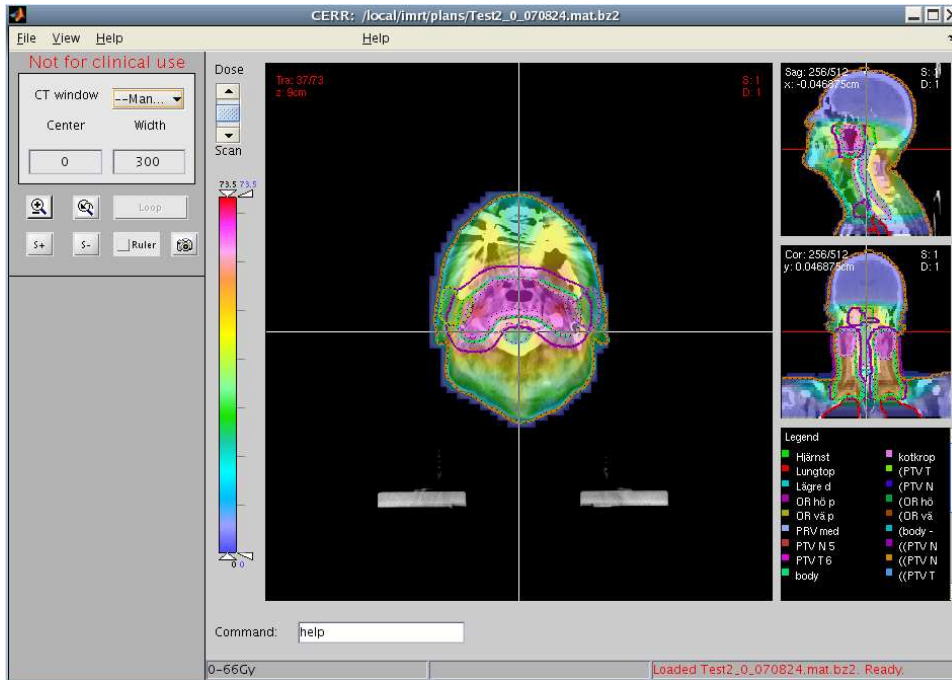 CERR: /local/imrt/plans/Test2_0_070824.mat.bz2
File View Help Help
Not for clinical use
CT window
--Man...
Center Width
0 300
Loop
S+ S- Ruler
Dose
Scan
73.5 73.5
0 0
Tra: 37/73
z: 9cm
S: 1
D: 1
Sag: 256/512
x: -0.046875cm
S: 1
D: 1
Cor: 256/512
y: 0.046875cm
S: 1
D: 1
Legend
Hjärnst
Lungtop
Lägre d
OR hö p
OR vä p
PRV med
PTV N 5
PTV T 6
body
kotkrop
(PTV T
(PTV N
(OR hö
(OR vä
(body -
((PTV N
((PTV N
((PTV T
Command: help
0-66Gy
Loaded Test2_0_070824.mat.bz2. Ready.